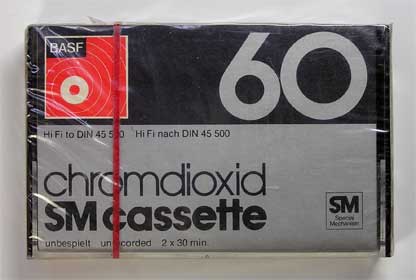 BASF
60
Hi Fi to DIN 45 500 Hi Fi nach DIN 45 500
chromdioxid
SM cassette
SM
Special
Mechanism
unbespielt unrecorded 2 x 30 min.